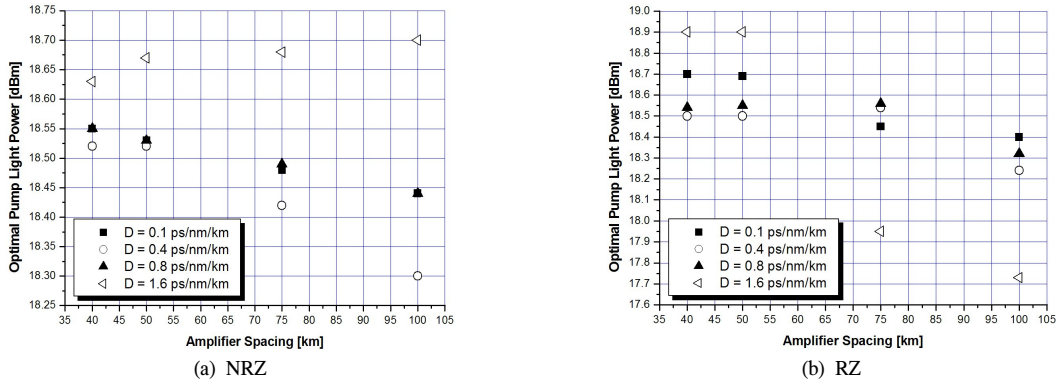 18.75
18.70
18.65
18.60
18.55
18.50
18.45
18.40
18.35
18.30
18.25
Optimal Pump Light Power [dBm]
D = 0.1 ps/nm/km
D = 0.4 ps/nm/km
D = 0.8 ps/nm/km
D = 1.6 ps/nm/km
35 40 45 50 55 60 65 70 75 80 85 90 95 100 105
Amplifier Spacing [km]
(a) NRZ
19.0
18.9
18.8
18.7
18.6
18.5
18.4
18.3
18.2
18.1
18.0
17.9
17.8
17.7
17.6
Optimal Pump Light Power [dBm]
D = 0.1 ps/nm/km
D = 0.4 ps/nm/km
D = 0.8 ps/nm/km
D = 1.6 ps/nm/km
35 40 45 50 55 60 65 70 75 80 85 90 95 100 105
Amplifier Spacing [km]
(b) RZ